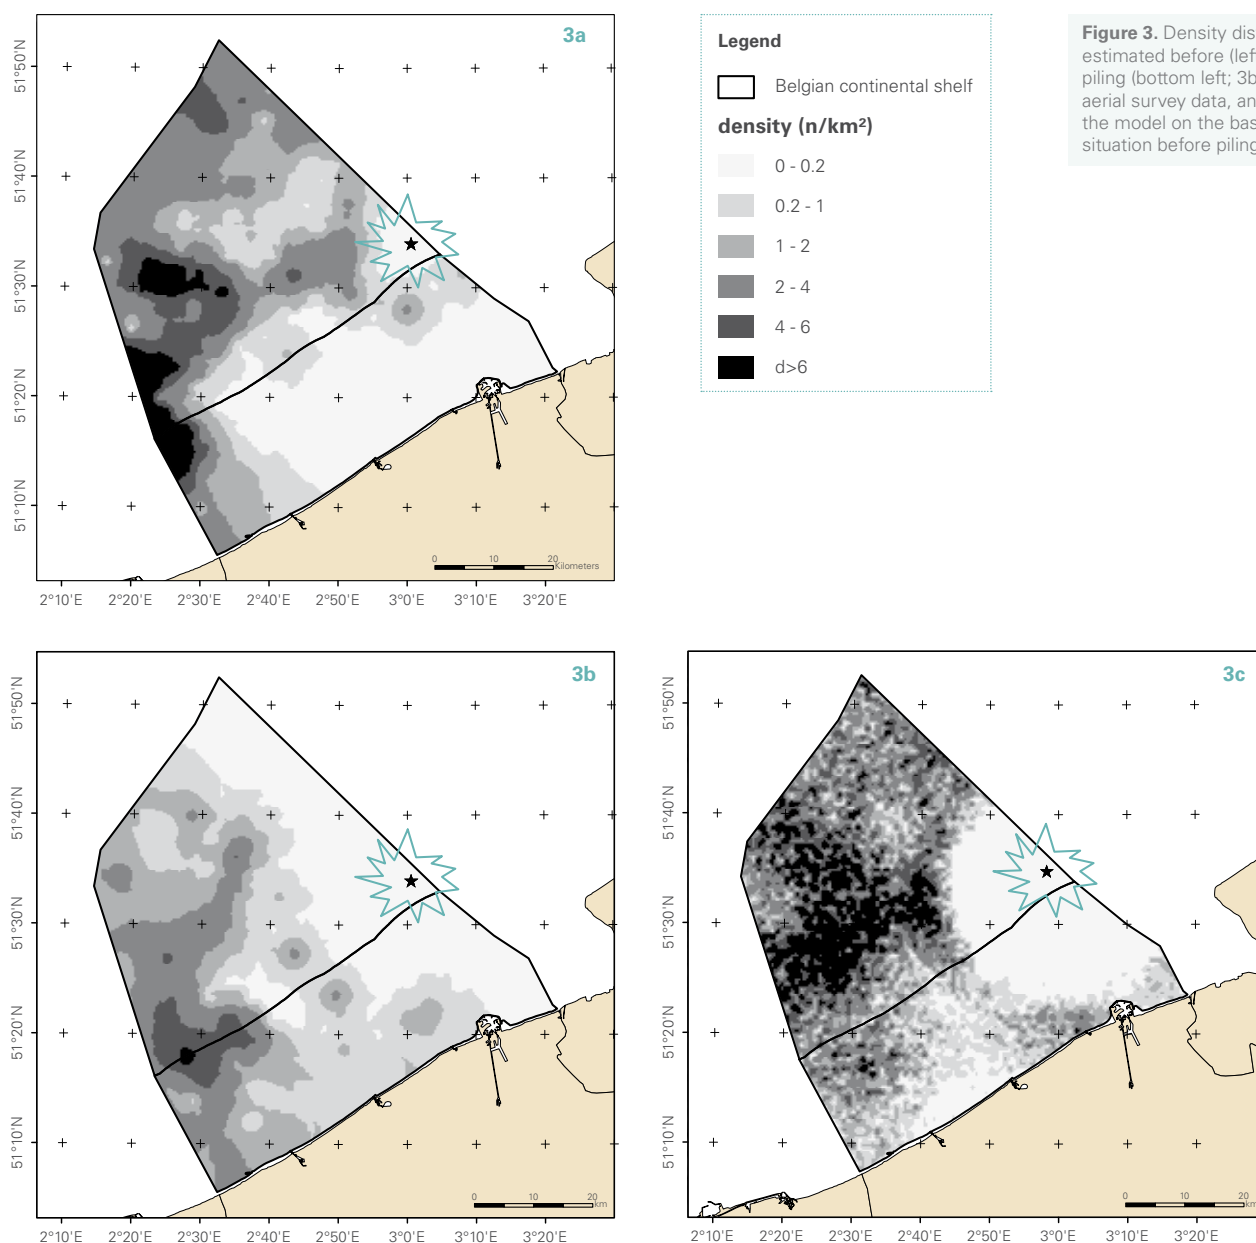 3a
51°50'N
51°40'N
51°30'N
51°20'N
51°10'N
0 10 20
Kilometers
2°10'E 2°20'E 2°30'E 2°40'E 2°50'E 3°0'E 3°10'E 3°20'E
Legend
Belgian continental shelf
density (n/km²)
0 - 0.2
0.2 - 1
1 - 2
2 - 4
4 - 6
d>6
Figure 3. Density dis
estimated before (lef
piling (bottom left; 3b
aerial survey data, an
the model on the bas
situation before piling
3b
51°50'N
51°40'N
51°30'N
51°20'N
51°10'N
0 10 20
km
2°10'E 2°20'E 2°30'E 2°40'E 2°50'E 3°0'E 3°10'E 3°20'E
3c
51°50'N
51°40'N
51°30'N
51°20'N
51°10'N
0 10 20
km
2°10'E 2°20'E 2°30'E 2°40'E 2°50'E 3°0'E 3°10'E 3°20'E